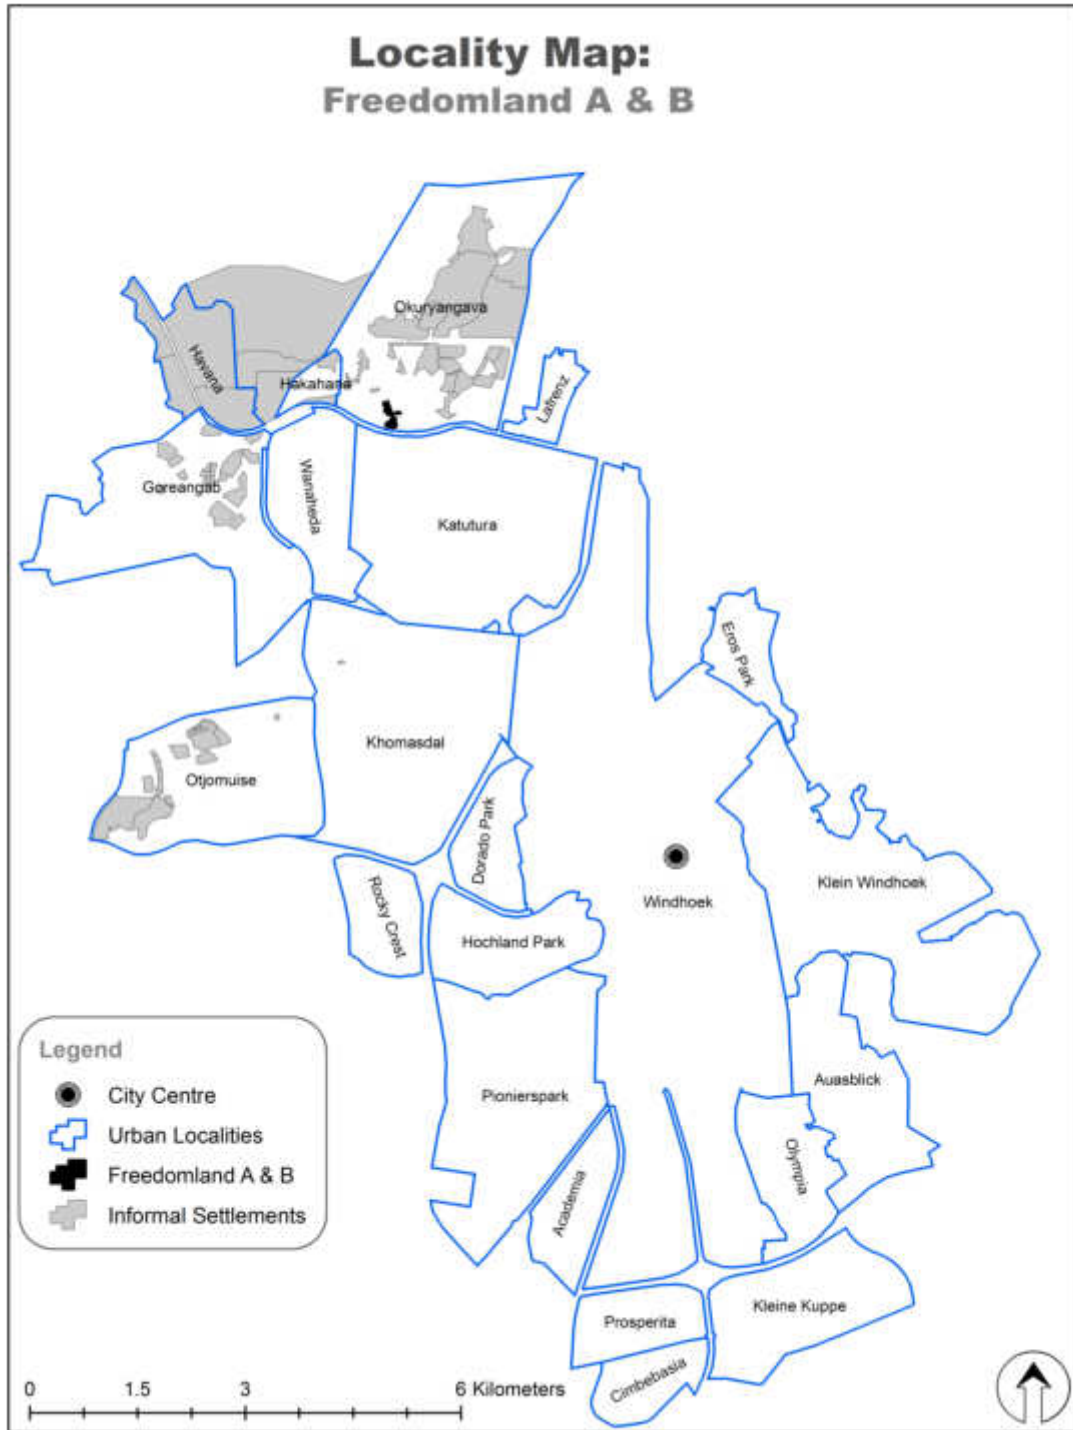 Locality Map:
Freedomland A & B
Okuryangava
Havana
Hakahana
Lafrenz
Goreangab
Wanaheda
Katutura
Eros Park
Khomasdal
Otjomuise
Dorado Park
Klein Windhoek
Rocky Crest
Windhoek
Hochland Park
Legend
City Centre
Urban Localities
Freedomland A & B
Informal Settlements
Auasblick
Pionierspark
Olympia
Academia
Kleine Kuppe
Prosperita
Cimbebasia
0 1.5 3 6 Kilometers